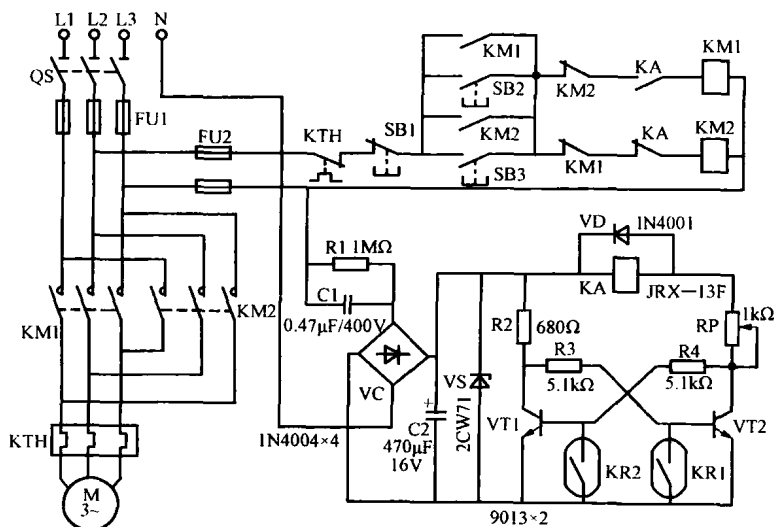 L1 L2 L3 N
QS
FU1
FU2
KTH
SB1
KM1
SB2
KM2
SB3
KM2
KA
KM1
KM1
KA
KM2
R1 1MΩ
C1
0.47μF/400V
VC
1N4004×4
KM1
KM2
KTH
M
3~
VD 1N4001
KA
JRX—13F
R2
680Ω
RP
1kΩ
R3
5.1kΩ
R4
5.1kΩ
VS
2CW71
C2
+
470μF
16V
VT1
VT2
KR2
KR1
9013×2